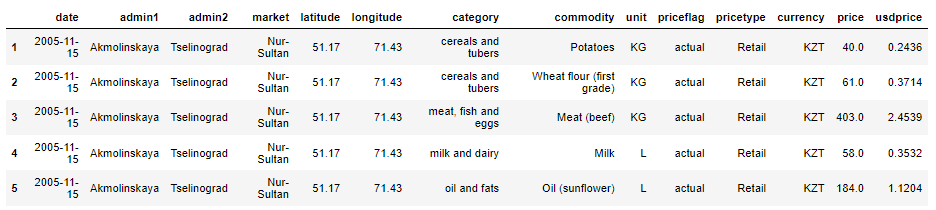 date admin1 admin2 market latitude longitude category commodity unit priceflag pricetype currency price usdprice
1 2005-11-15 Akmolinskaya Tselinograd Nur-Sultan 51.17 71.43 cereals and tubers Potatoes KG actual Retail KZT 40.0 0.2436
2 2005-11-15 Akmolinskaya Tselinograd Nur-Sultan 51.17 71.43 cereals and tubers Wheat flour (first grade) KG actual Retail KZT 61.0 0.3714
3 2005-11-15 Akmolinskaya Tselinograd Nur-Sultan 51.17 71.43 meat, fish and eggs Meat (beef) KG actual Retail KZT 403.0 2.4539
4 2005-11-15 Akmolinskaya Tselinograd Nur-Sultan 51.17 71.43 milk and dairy Milk L actual Retail KZT 58.0 0.3532
5 2005-11-15 Akmolinskaya Tselinograd Nur-Sultan 51.17 71.43 oil and fats Oil (sunflower) L actual Retail KZT 184.0 1.1204